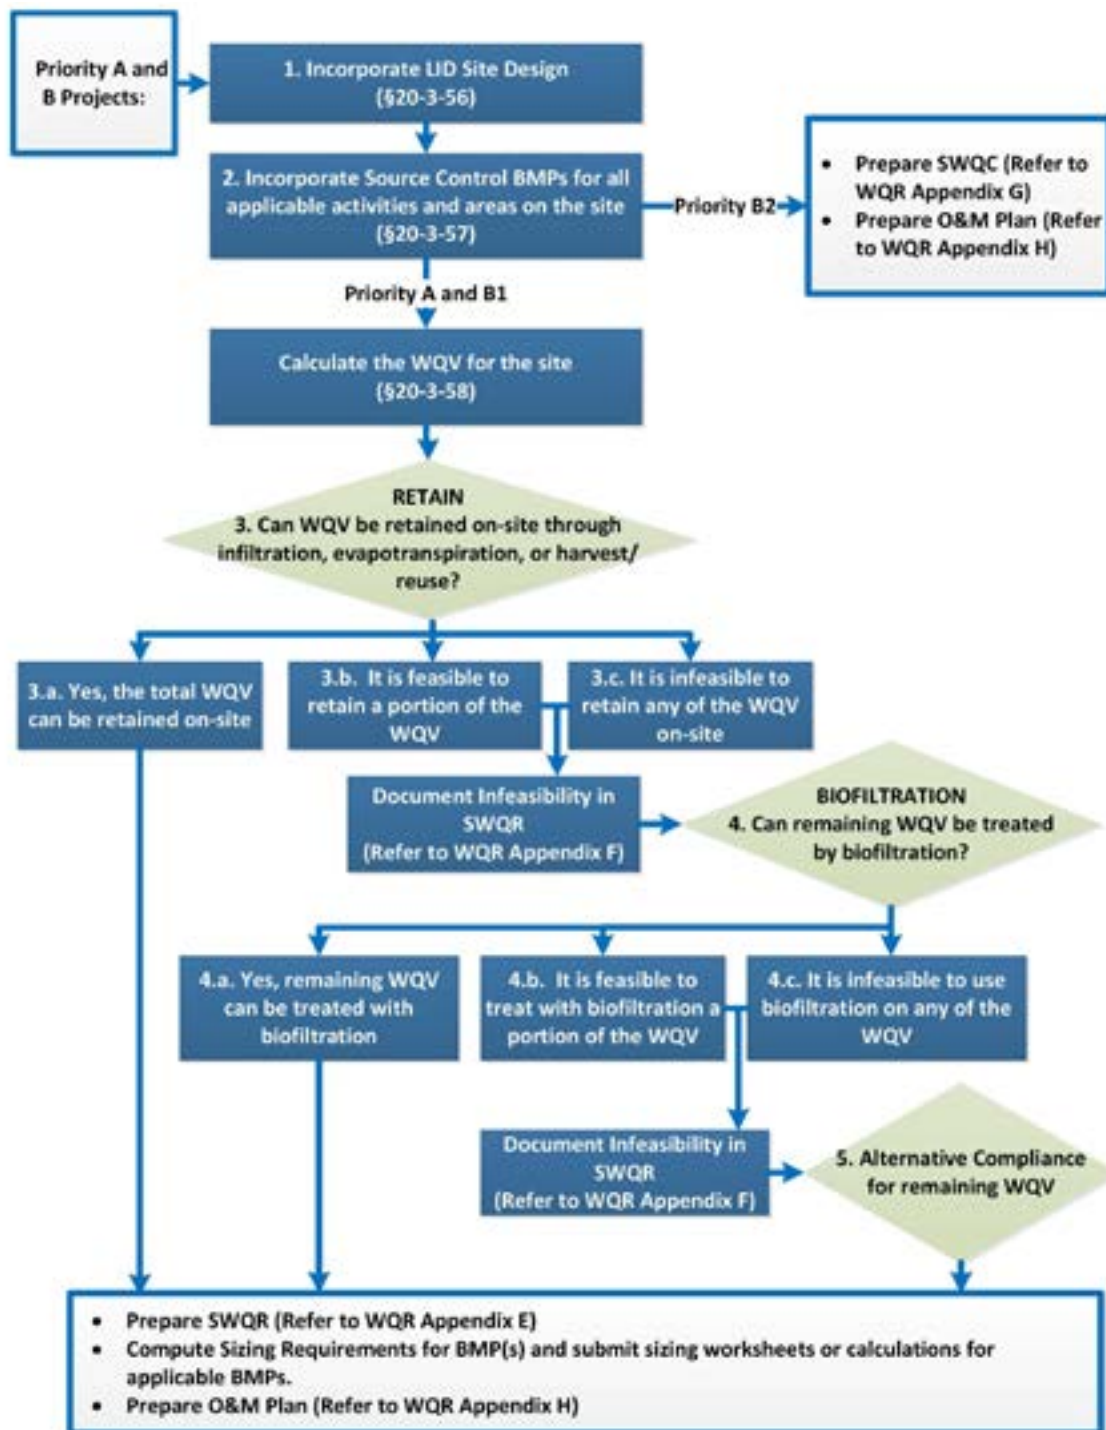 Priority A and
B Projects:
1. Incorporate LID Site Design
(§20-3-56)
2. Incorporate Source Control BMPs for all
applicable activities and areas on the site
(§20-3-57)
Priority B2
• Prepare SWQC (Refer to
WQR Appendix G)
• Prepare O&M Plan (Refer
to WQR Appendix H)
Priority A and B1
Calculate the WQV for the site
(§20-3-58)
RETAIN
3. Can WQV be retained on-site through
infiltration, evapotranspiration, or harvest/
reuse?
3.a. Yes, the total WQV
can be retained on-site
3.b. It is feasible to
retain a portion of the
WQV
3.c. It is infeasible to
retain any of the WQV
on-site
Document Infeasibility in
SWQR
(Refer to WQR Appendix F)
BIOFILTRATION
4. Can remaining WQV be treated
by biofiltration?
4.a. Yes, remaining WQV
can be treated with
biofiltration
4.b. It is feasible to
treat with biofiltration a
portion of the WQV
4.c. It is infeasible to use
biofiltration on any of the
WQV
Document Infeasibility in
SWQR
(Refer to WQR Appendix F)
5. Alternative Compliance
for remaining WQV
• Prepare SWQR (Refer to WQR Appendix E)
• Compute Sizing Requirements for BMP(s) and submit sizing worksheets or calculations for
applicable BMPs.
• Prepare O&M Plan (Refer to WQR Appendix H)